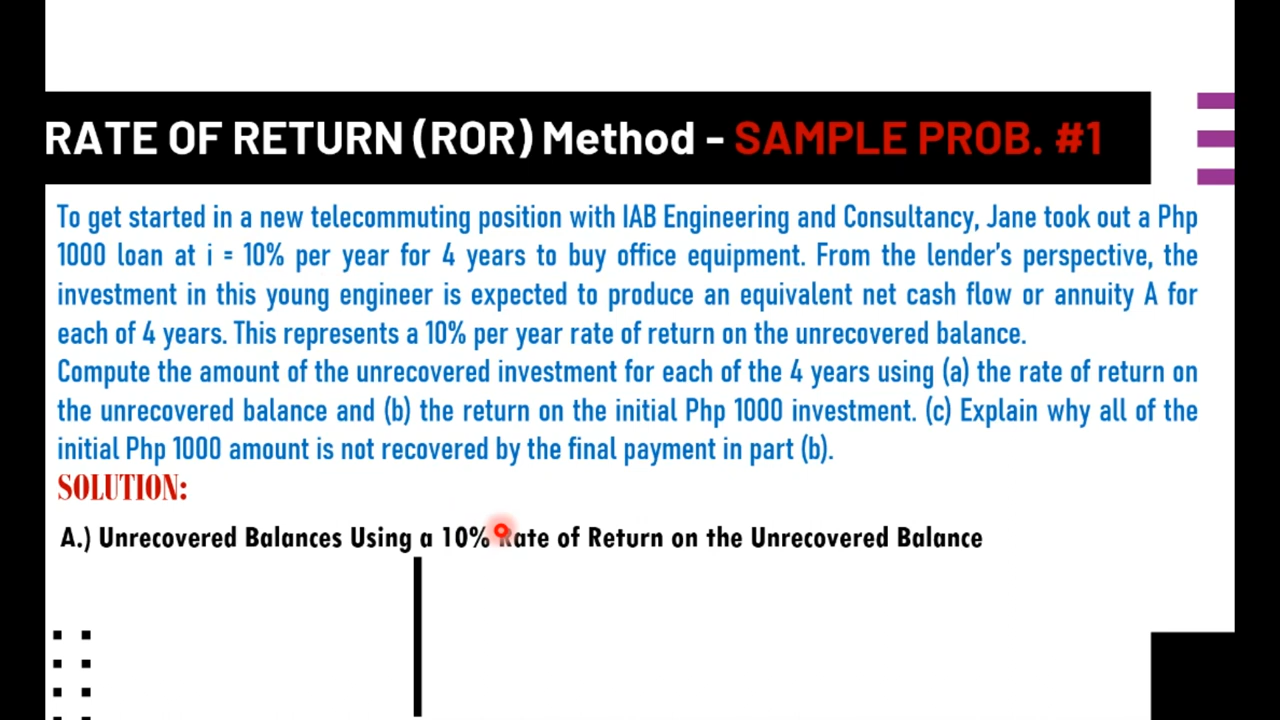 RATE OF RETURN (ROR) Method - SAMPLE PROB. #1
To get started in a new telecommuting position with IAB Engineering and Consultancy, Jane took out a Php
1000 loan at i = 10% per year for 4 years to buy office equipment. From the lender's perspective, the
investment in this young engineer is expected to produce an equivalent net cash flow or annuity A for
each of 4 years. This represents a 10% per year rate of return on the unrecovered balance.
Compute the amount of the unrecovered investment for each of the 4 years using (a) the rate of return on
the unrecovered balance and (b) the return on the initial Php 1000 investment. (c) Explain why all of the
initial Php 1000 amount is not recovered by the final payment in part (b).
SOLUTION:
A.) Unrecovered Balances Using a 10% Rate of Return on the Unrecovered Balance